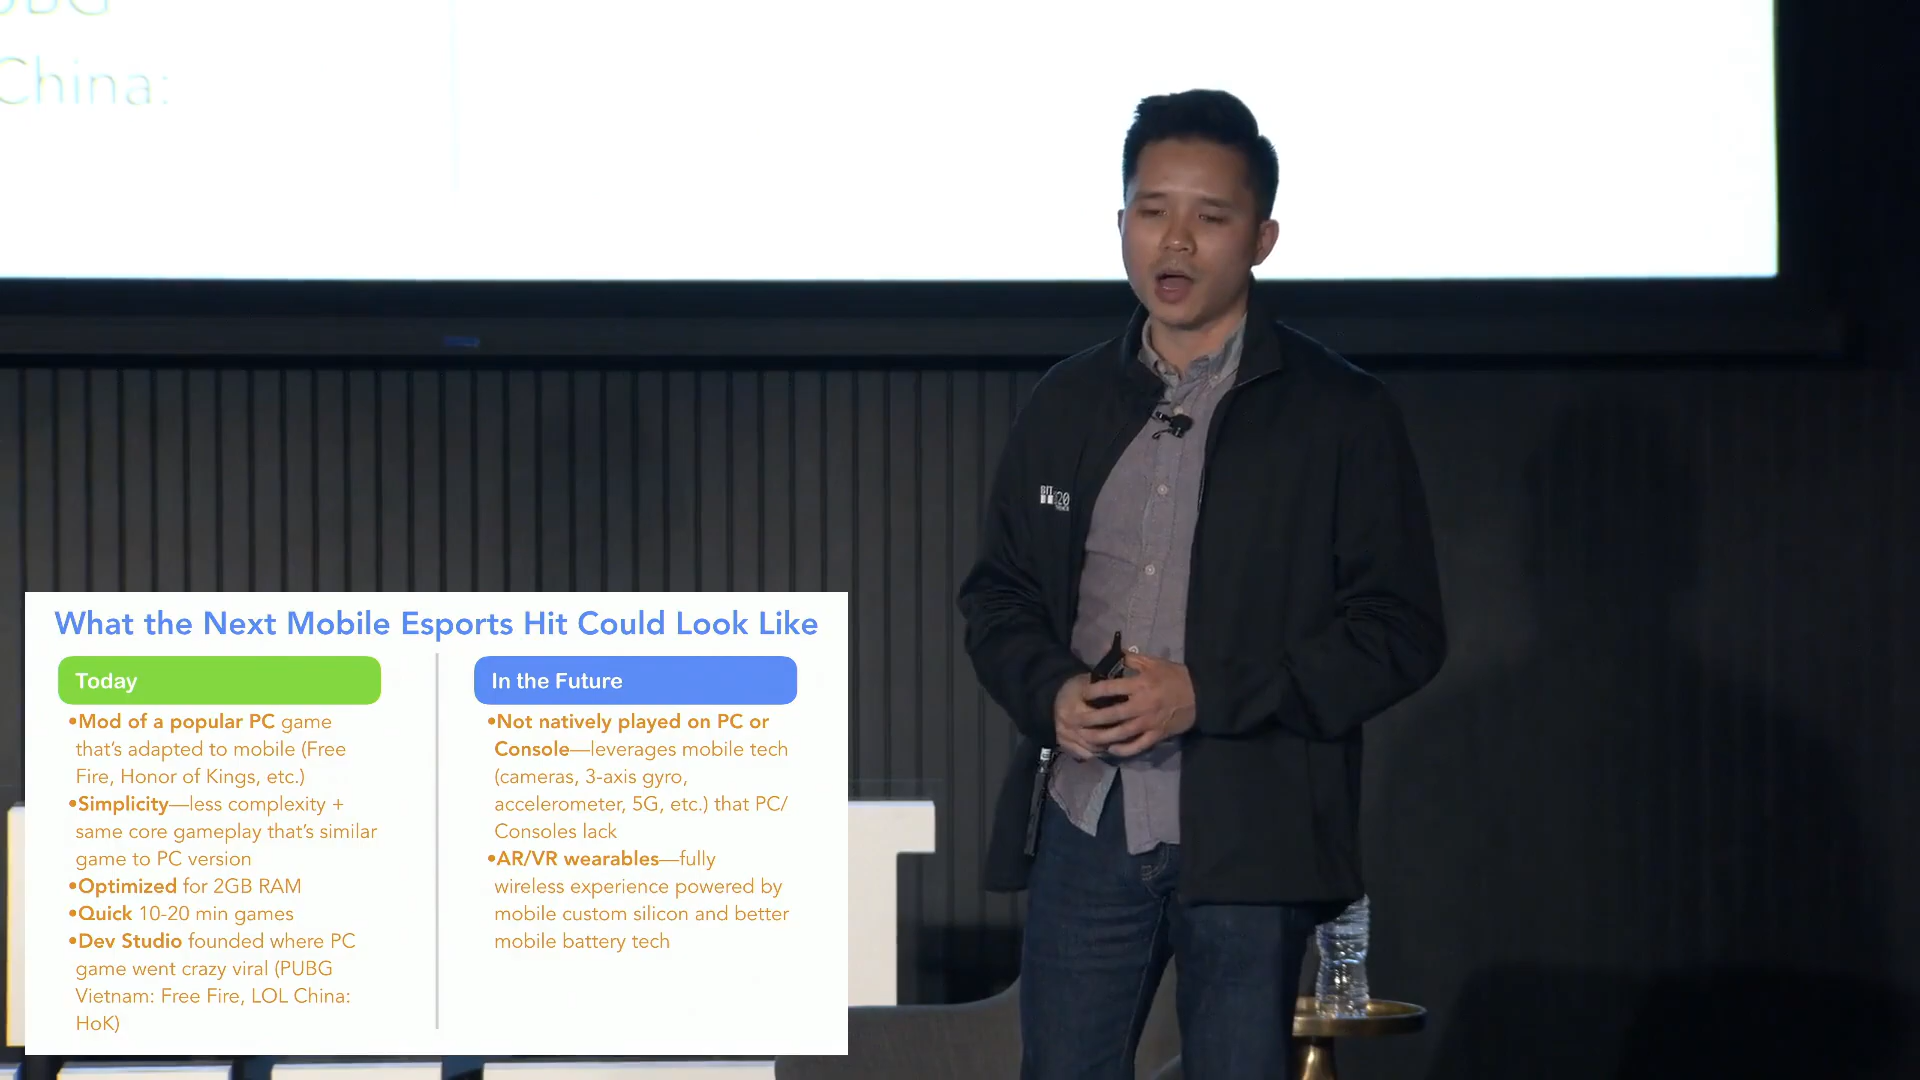 China:
What the Next Mobile Esports Hit Could Look Like
Today
•Mod of a popular PC game
that's adapted to mobile (Free
Fire, Honor of Kings, etc.)
•Simplicity—less complexity +
same core gameplay that's similar
game to PC version
•Optimized for 2GB RAM
•Quick 10-20 min games
•Dev Studio founded where PC
game went crazy viral (PUBG
Vietnam: Free Fire, LOL China:
HoK)
In the Future
•Not natively played on PC or
Console—leverages mobile tech
(cameras, 3-axis gyro,
accelerometer, 5G, etc.) that PC/
Consoles lack
•AR/VR wearables—fully
wireless experience powered by
mobile custom silicon and better
mobile battery tech
BIT